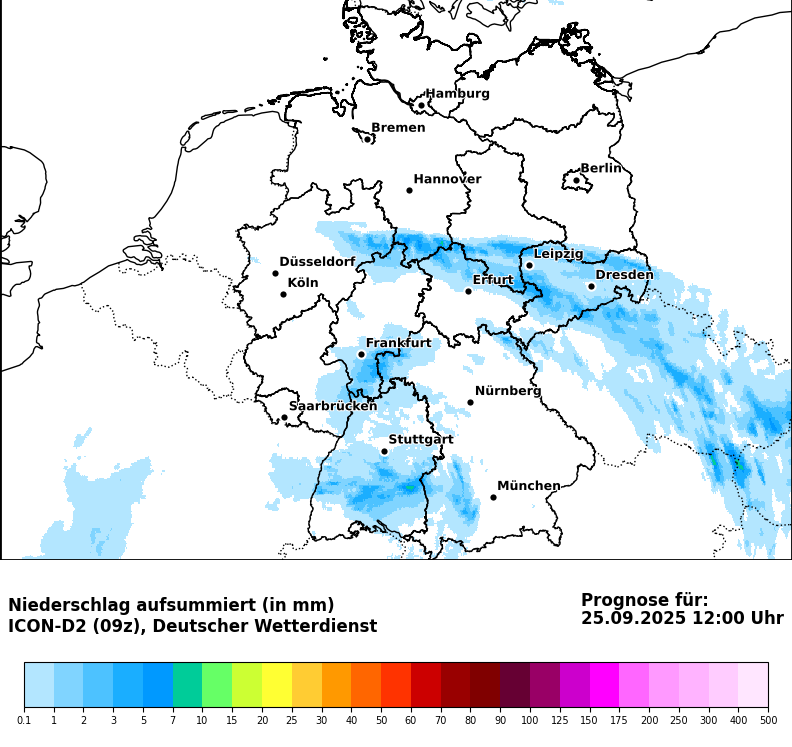 Hamburg
Bremen
Berlin
Hannover
Leipzig
Düsseldorf
Dresden
Köln
Erfurt
Frankfurt
Nürnberg
Saarbrücken
Stuttgart
München
Niederschlag aufsummiert (in mm)
ICON-D2 (09z), Deutscher Wetterdienst
Prognose für:
25.09.2025 12:00 Uhr
0.1 1 2 3 5 7 10 15 20 25 30 40 50 60 70 80 90 100 125 150 175 200 250 300 400 500